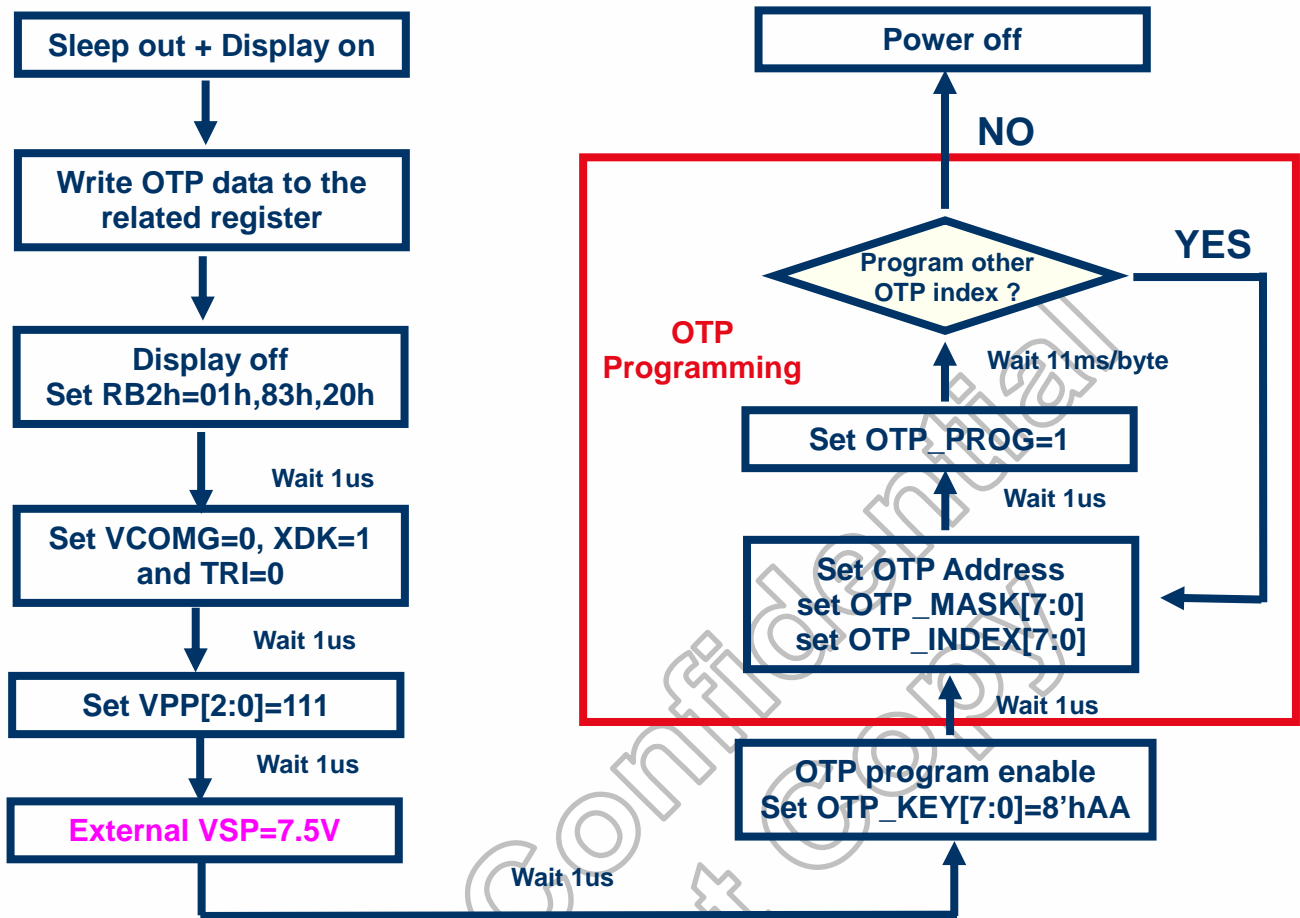 Sleep out + Display on
Write OTP data to the
related register
Display off
Set RB2h=01h,83h,20h
Wait 1us
Set VCOMG=0, XDK=1
and TRI=0
Wait 1us
Set VPP[2:0]=111
Wait 1us
External VSP=7.5V
Wait 1us
OTP program enable
Set OTP_KEY[7:0]=8’hAA
Wait 1us
Set OTP Address
set OTP_MASK[7:0]
set OTP_INDEX[7:0]
Wait 1us
Set OTP_PROG=1
Wait 11ms/byte
OTP
Programming
Program other
OTP index ?
YES
NO
Power off
Confidential
Copy